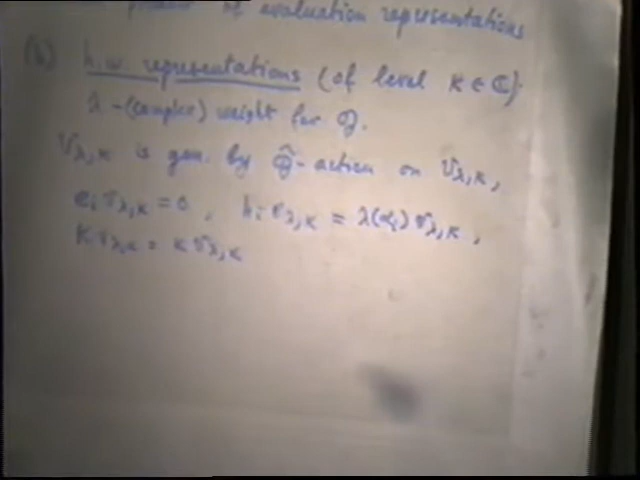 of evaluation representations
(b) h.w. representations (of level κ ∈ ℂ)
λ - (complex) weight for 𝔤.
V_{λ,κ} is gen. by 𝔤̂ - action on v_{λ,κ},
e_i v_{λ,κ} = 0, h_i v_{λ,κ} = λ(α_i) v_{λ,κ},
K v_{λ,κ} = κ v_{λ,κ}